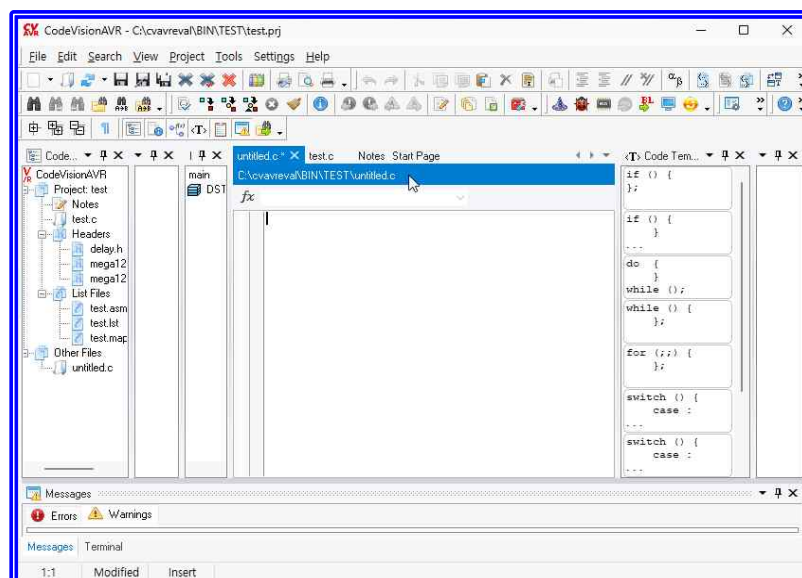 CodeVisionAVR - C:\cvavreval\BIN\TEST\test.prj
File Edit Search View Project Tools Settings Help
Code...
CodeVisionAVR
Project: test
Notes
test.c
Headers
delay.h
mega12
mega12
List Files
test.asm
test.lst
test.map
Other Files
untitled.c
main
DST
untitled.c * test.c Notes Start Page
C:\cvavreval\BIN\TEST\untitled.c
fx
<T> Code Tem...
if () {
};
if () {
}
...
do {
}
while ();
while () {
};
for (;;) {
};
switch () {
case :
...
switch () {
case :
...
Messages
Errors Warnings
Messages Terminal
1:1 Modified Insert